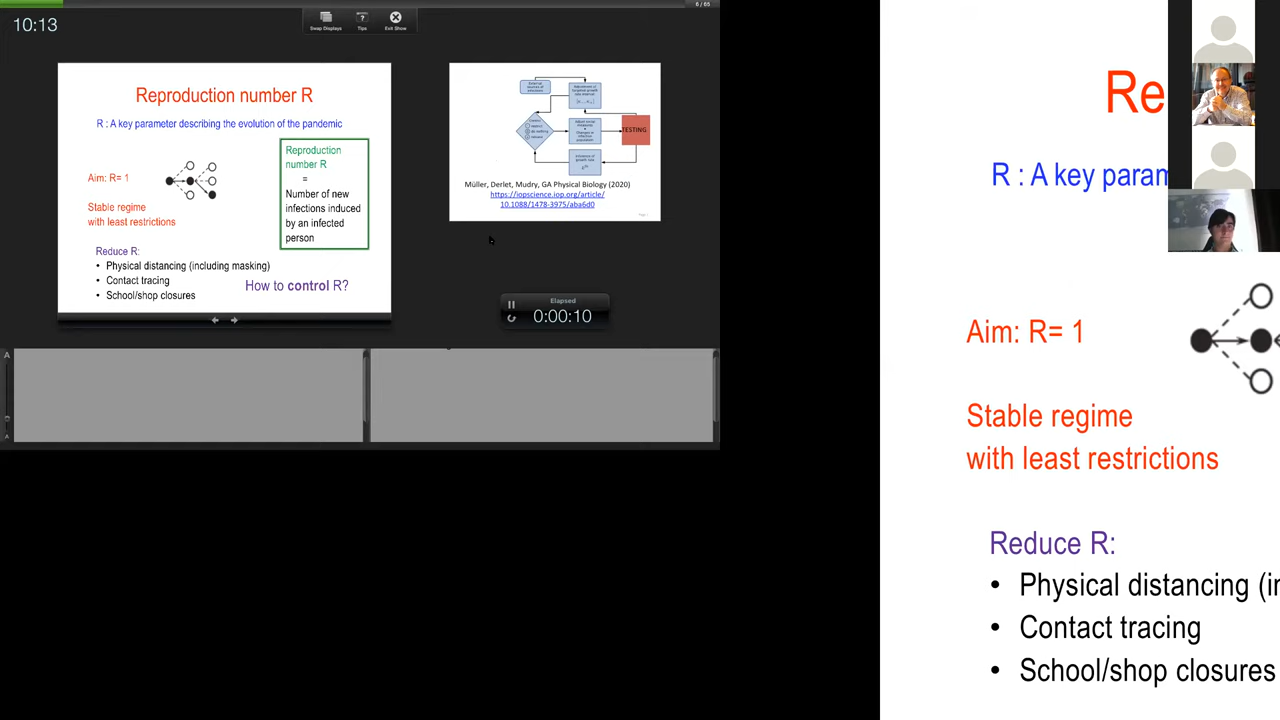 10:13
6 / 65
Swap Displays
Tips
Exit Show
Reproduction number R
R : A key parameter describing the evolution of the pandemic
Aim: R= 1
Stable regime
with least restrictions
Reproduction
number R
=
Number of new
infections induced
by an infected
person
Reduce R:
• Physical distancing (including masking)
• Contact tracing
• School/shop closures
How to control R?
TESTING
Müller, Derlet, Mudry, GA Physical Biology (2020)
https://iopscience.iop.org/article/
10.1088/1478-3975/aba6d0
Elapsed
0:00:10
A
A
Re
R : A key param
Aim: R= 1
Stable regime
with least restrictions
Reduce R:
• Physical distancing (i
• Contact tracing
• School/shop closures